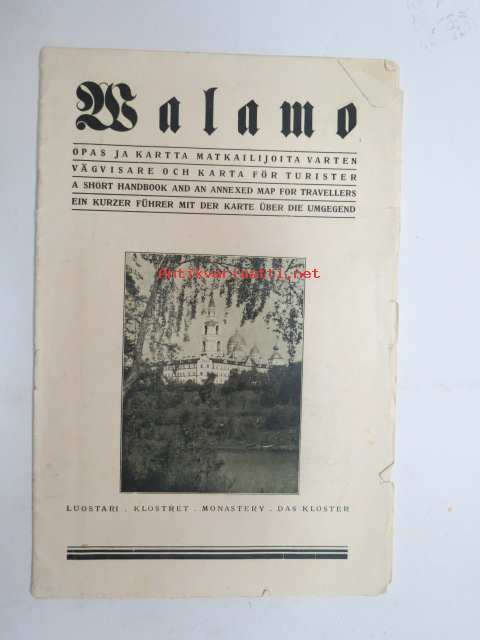 Walamo
OPAS JA KARTTA MATKAILIJOITA VARTEN
VÄGVISARE OCH KARTA FÖR TURISTER
A SHORT HANDBOOK AND AN ANNEXED MAP FOR TRAVELLERS
EIN KURZER FÜHRER MIT DER KARTE ÜBER DIE UMGEGEND
Antikvariaatti.net
LUOSTARI . KLOSTRET . MONASTERY . DAS KLOSTER